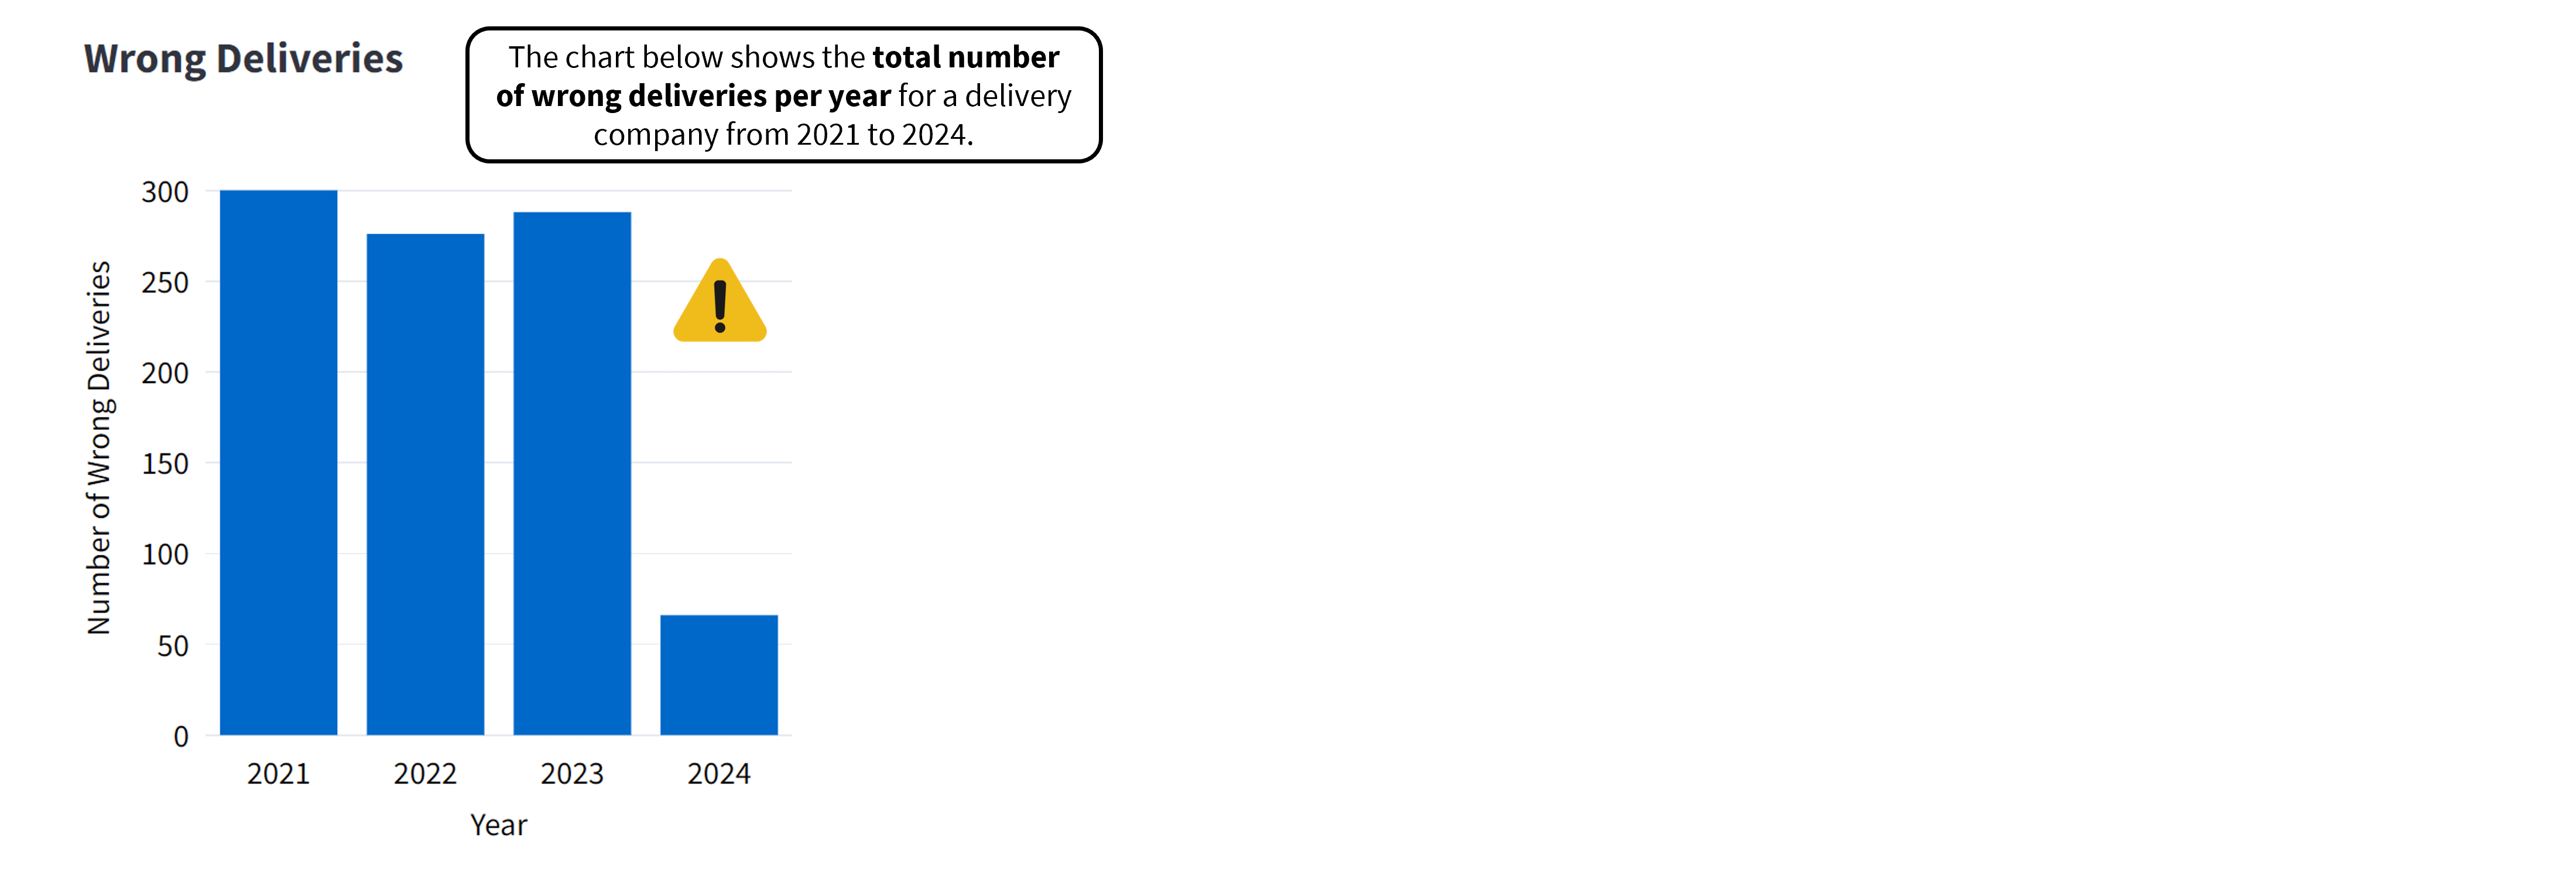 Wrong Deliveries
The chart below shows the total number
of wrong deliveries per year for a delivery
company from 2021 to 2024.
300
250
200
150
100
50
0
Number of Wrong Deliveries
2021
2022
2023
2024
Year